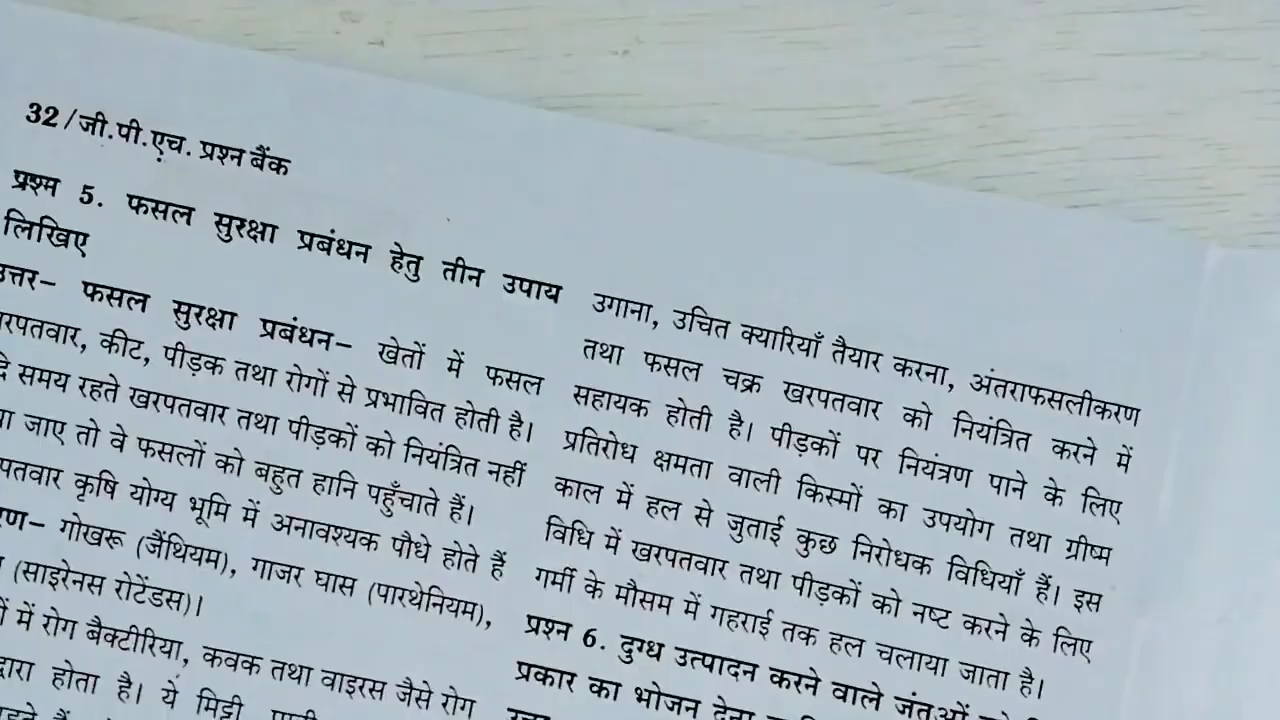 32/जी.पी.एच. प्रश्न बैंक
प्रश्म 5. फसल सुरक्षा प्रबंधन हेतु तीन उपाय
लिखिए
उत्तर– फसल सुरक्षा प्रबंधन– खेतों में फसल
खरपतवार, कीट, पीड़क तथा रोगों से प्रभावित होती है।
समय रहते खरपतवार तथा पीड़कों को नियंत्रित नहीं
जाए तो वे फसलों को बहुत हानि पहुँचाते हैं।
कृषि योग्य भूमि में अनावश्यक पौधे होते हैं
गोखरू (जैंथियम), गाजर घास (पारथेनियम),
(साइरेनस रोटेंडस)।
में रोग बैक्टीरिया, कवक तथा वाइरस जैसे रोग
द्वारा होता है। ये मिट्टी
उगाना, उचित क्यारियाँ तैयार करना, अंतराफसलीकरण
तथा फसल चक्र खरपतवार को नियंत्रित करने में
सहायक होती है। पीड़कों पर नियंत्रण पाने के लिए
प्रतिरोध क्षमता वाली किस्मों का उपयोग तथा ग्रीष्म
काल में हल से जुताई कुछ निरोधक विधियाँ हैं। इस
विधि में खरपतवार तथा पीड़कों को नष्ट करने के लिए
गर्मी के मौसम में गहराई तक हल चलाया जाता है।
प्रश्न 6. दुग्ध उत्पादन करने वाले जंतुओं
प्रकार का भोजन देना